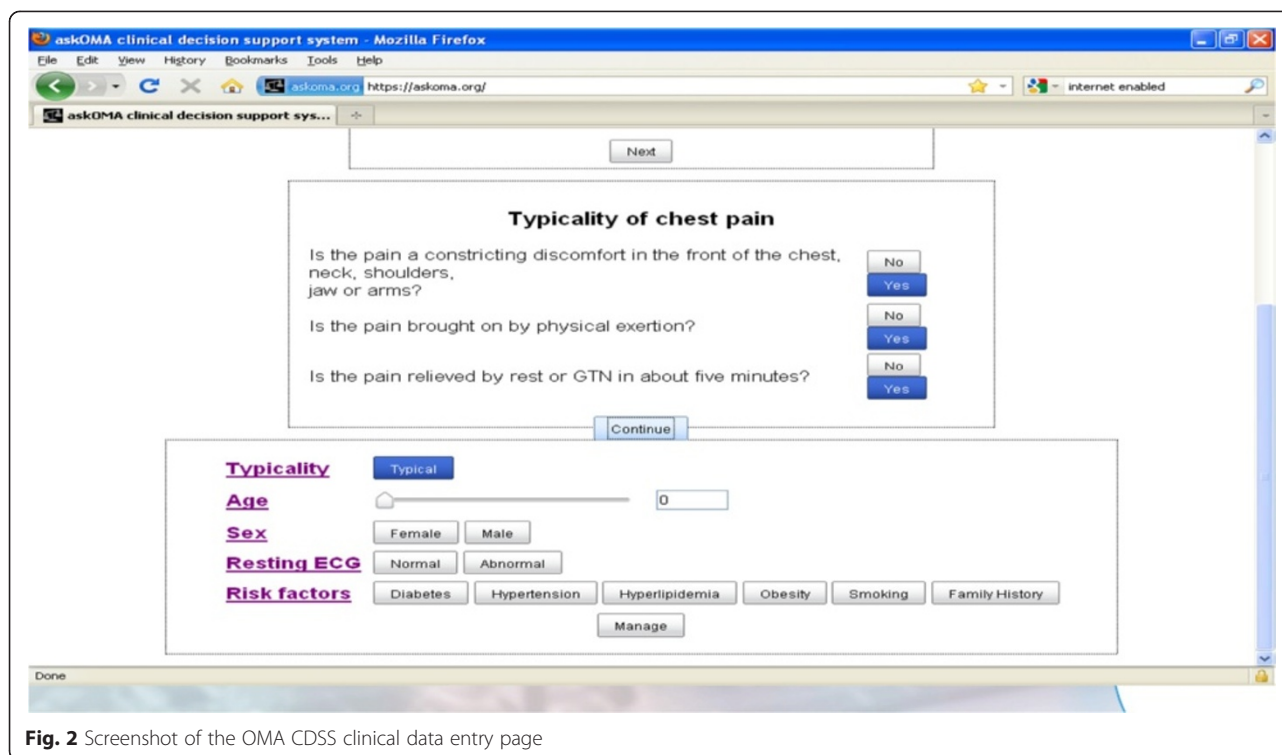 askOMA clinical decision support system - Mozilla Firefox
File Edit View History Bookmarks Tools Help
askoma.org https://askoma.org/ internet enabled
askOMA clinical decision support sys...
Next
Typicality of chest pain
Is the pain a constricting discomfort in the front of the chest,
neck, shoulders,
jaw or arms?
No
Yes
Is the pain brought on by physical exertion?
No
Yes
Is the pain relieved by rest or GTN in about five minutes?
No
Yes
Continue
Typicality Typical
Age 0
Sex Female Male
Resting ECG Normal Abnormal
Risk factors Diabetes Hypertension Hyperlipidemia Obesity Smoking Family History
Manage
Done
Fig. 2 Screenshot of the OMA CDSS clinical data entry page